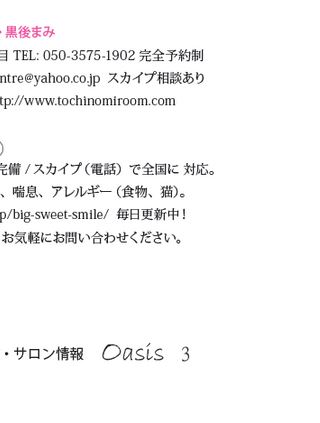 ・黒後まみ
目 TEL: 050-3575-1902 完全予約制
ntre@yahoo.co.jp スカイプ相談あり
tp://www.tochinomiroom.com
)
完備 / スカイプ（電話）で全国に 対応。
、喘息、アレルギー（食物、猫）。
p/big-sweet-smile/ 毎日更新中！
お気軽にお問い合わせください。
・サロン情報 Oasis 3